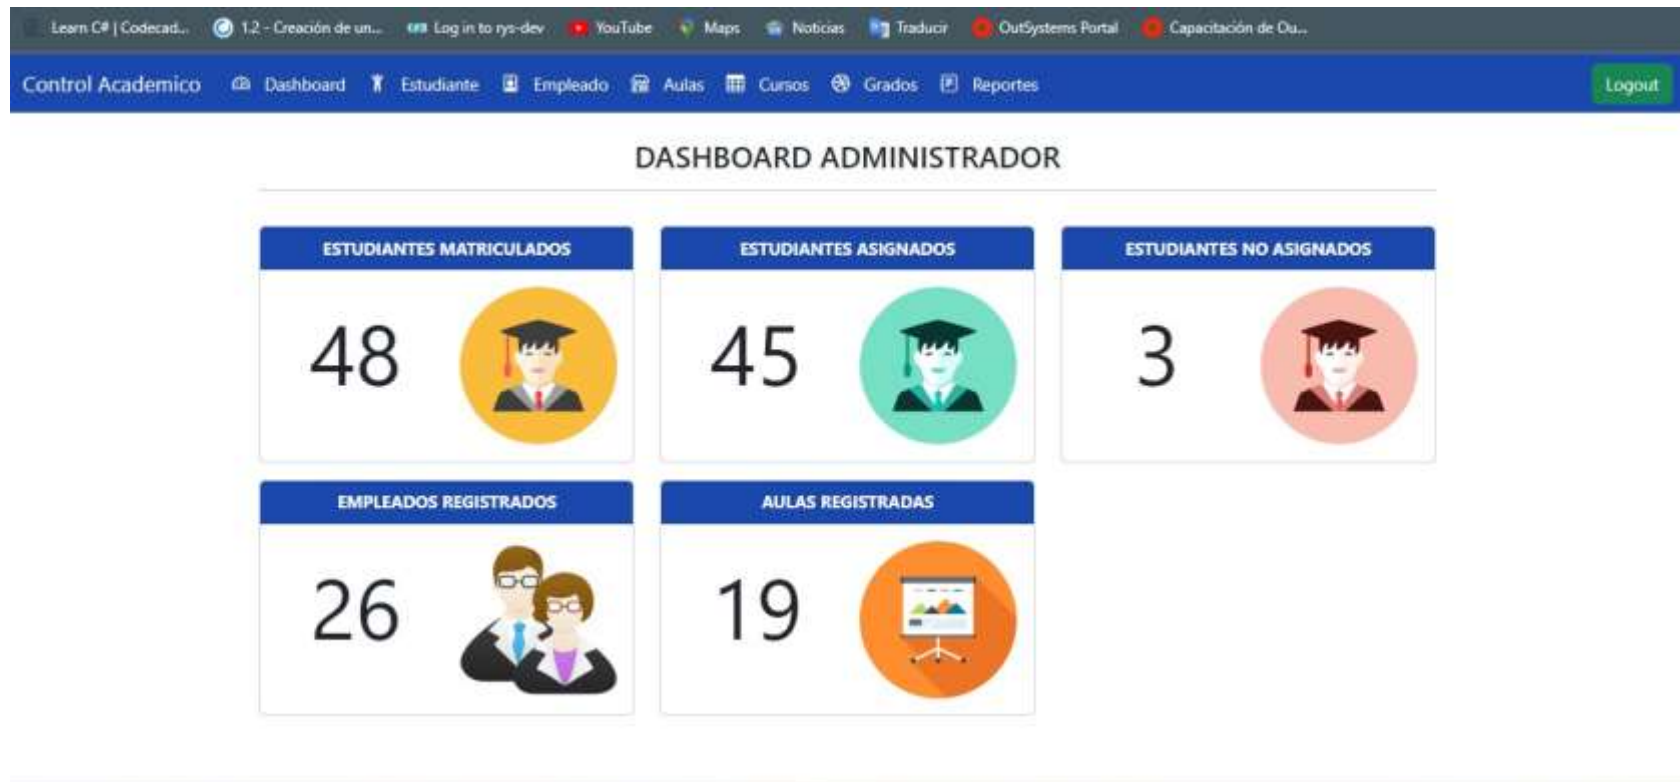 Learn C# | Codecad... 1.2 - Creación de un... Log in to rys-dev YouTube Maps Noticias Traducir OutSystems Portal Capacitación de Ou...
Control Academico Dashboard Estudiante Empleado Aulas Cursos Grados Reportes Logout
DASHBOARD ADMINISTRADOR
ESTUDIANTES MATRICULADOS ESTUDIANTES ASIGNADOS ESTUDIANTES NO ASIGNADOS
48 45 3
EMPLEADOS REGISTRADOS AULAS REGISTRADAS
26 19